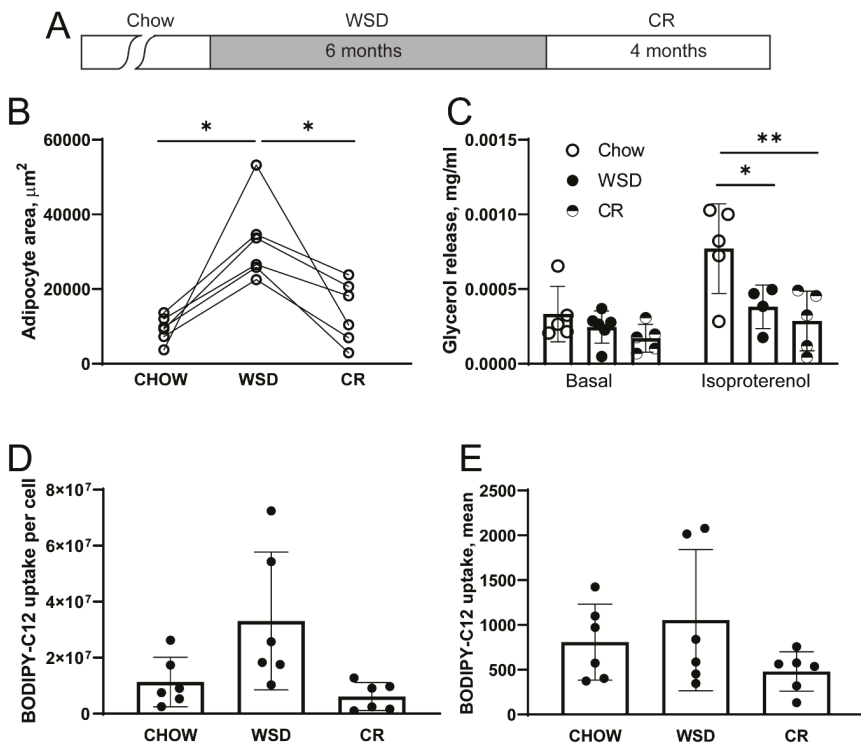 A
Chow WSD CR
6 months 4 months
B
Adipocyte area, μm²
60000
40000
20000
0
* *
CHOW WSD CR
C
Glycerol release, mg/ml
0.0015
0.0010
0.0005
0.0000
Chow
WSD
CR
**
*
Basal Isoproterenol
D
BODIPY-C12 uptake per cell
8×10⁷
6×10⁷
4×10⁷
2×10⁷
0
CHOW WSD CR
E
BODIPY-C12 uptake, mean
2500
2000
1500
1000
500
0
CHOW WSD CR